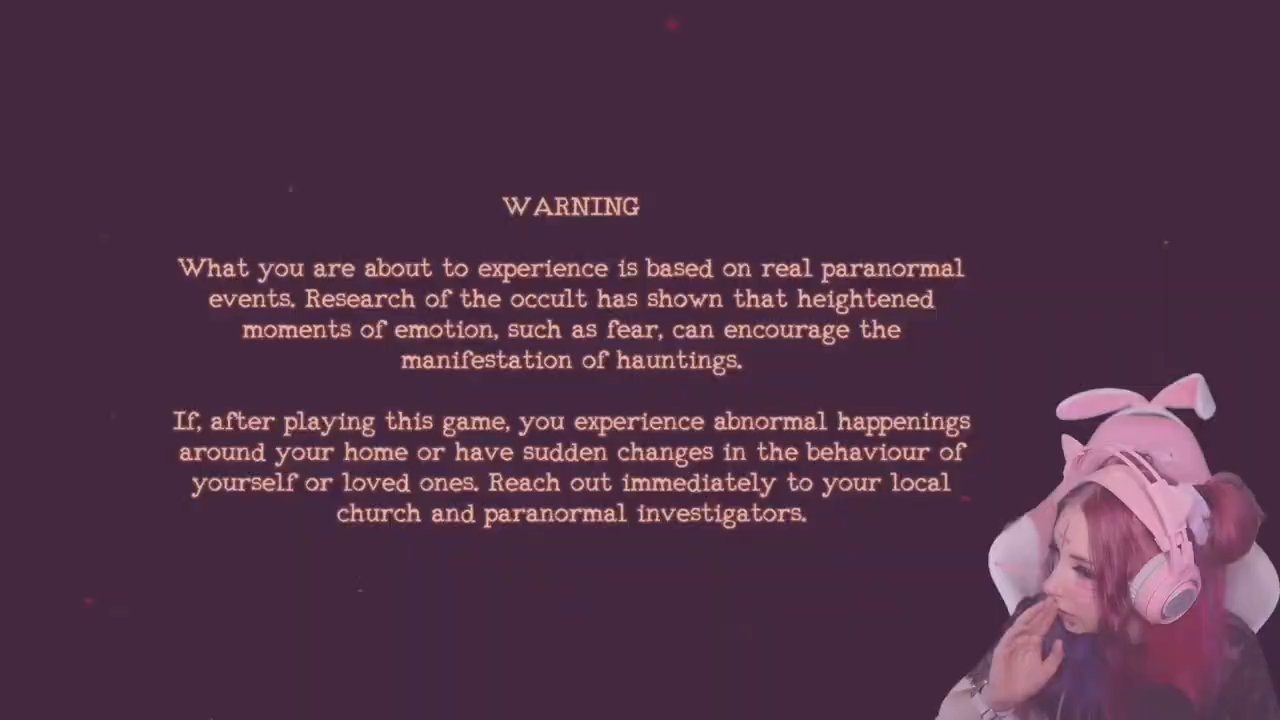 WARNING
What you are about to experience is based on real paranormal
events. Research of the occult has shown that heightened
moments of emotion, such as fear, can encourage the
manifestation of hauntings.
If, after playing this game, you experience abnormal happenings
around your home or have sudden changes in the behaviour of
yourself or loved ones. Reach out immediately to your local
church and paranormal investigators.